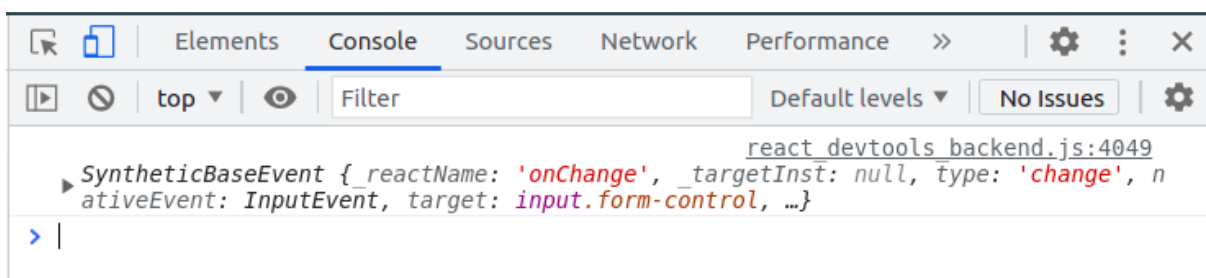 Elements Console Sources Network Performance »
top ▼ Filter Default levels ▼ No Issues
react_devtools_backend.js:4049
▶ SyntheticBaseEvent {_reactName: 'onChange', _targetInst: null, type: 'change', n
ativeEvent: InputEvent, target: input.form-control, …}
>